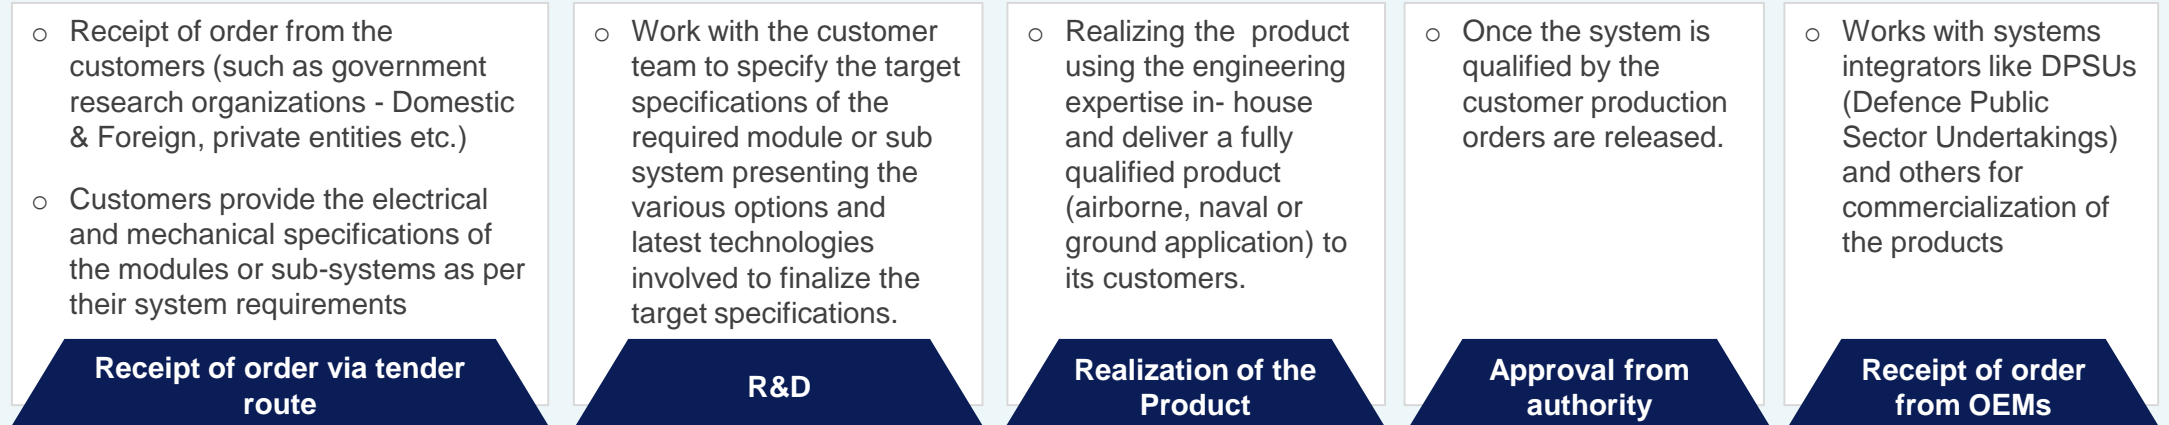 ○ Receipt of order from the
customers (such as government
research organizations - Domestic
& Foreign, private entities etc.)
○ Customers provide the electrical
and mechanical specifications of
the modules or sub-systems as per
their system requirements
Receipt of order via tender
route
○ Work with the customer
team to specify the target
specifications of the
required module or sub
system presenting the
various options and
latest technologies
involved to finalize the
target specifications.
R&D
○ Realizing the product
using the engineering
expertise in- house
and deliver a fully
qualified product
(airborne, naval or
ground application) to
its customers.
Realization of the
Product
○ Once the system is
qualified by the
customer production
orders are released.
Approval from
authority
○ Works with systems
integrators like DPSUs
(Defence Public
Sector Undertakings)
and others for
commercialization of
the products
Receipt of order
from OEMs